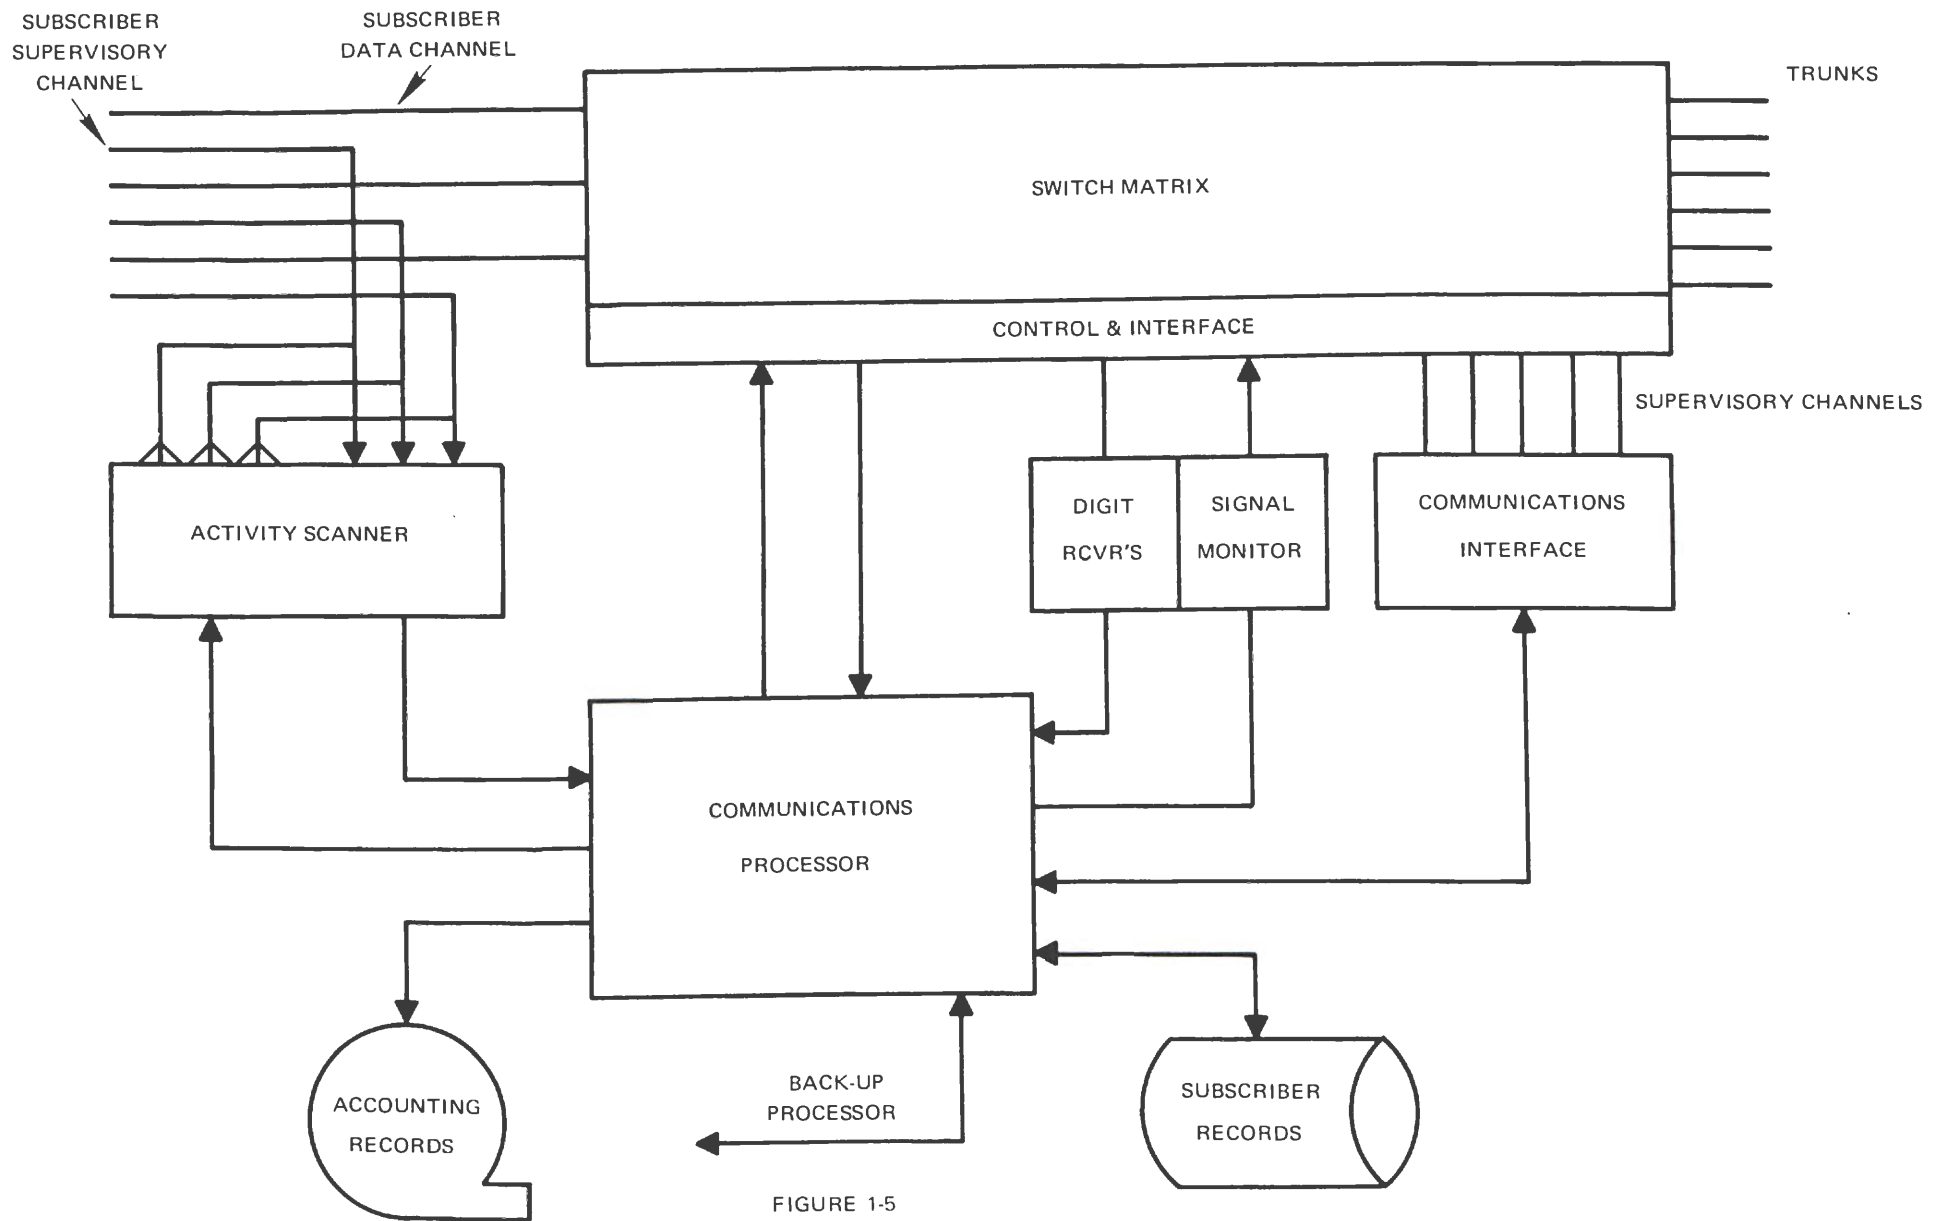 SUBSCRIBER
SUPERVISORY
CHANNEL
SUBSCRIBER
DATA CHANNEL
TRUNKS
SWITCH MATRIX
CONTROL & INTERFACE
SUPERVISORY CHANNELS
ACTIVITY SCANNER
DIGIT
RCVR'S
SIGNAL
MONITOR
COMMUNICATIONS
INTERFACE
COMMUNICATIONS
PROCESSOR
ACCOUNTING
RECORDS
BACK-UP
PROCESSOR
SUBSCRIBER
RECORDS
FIGURE 1-5